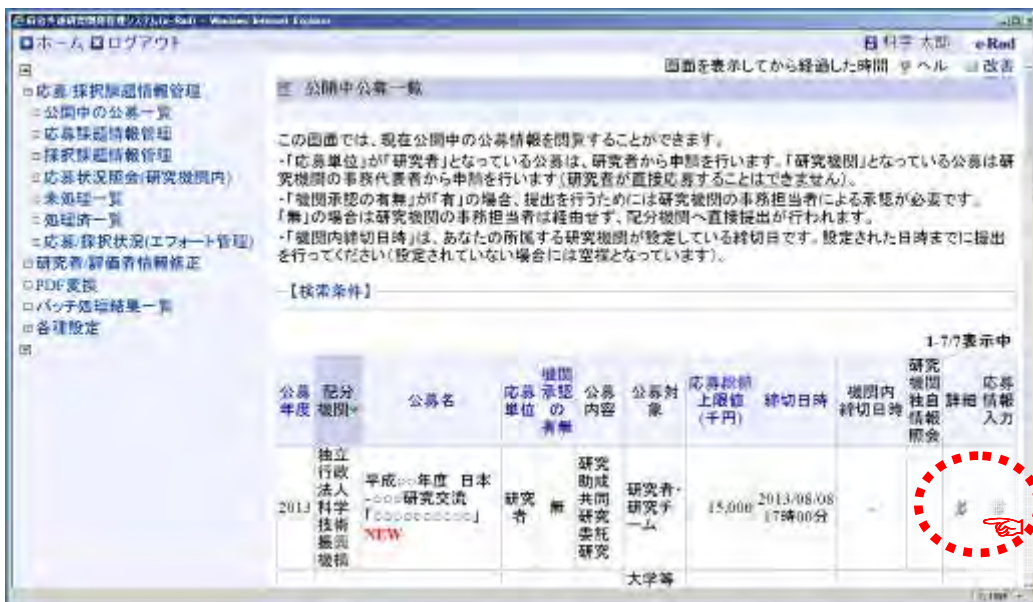 府省共通研究開発管理システム(e-Rad) - Windows Internet Explorer
ホーム ログアウト
科学 太郎 e-Rad
画面を表示してから経過した時間 ヘル 改善
応募/採択課題情報管理
公開中の公募一覧
応募課題情報管理
採択課題情報管理
応募状況照会(研究機関内)
未処理一覧
処理済一覧
応募/採択状況(エフォート管理)
研究者/評価者情報修正
PDF変換
バッチ処理結果一覧
各種設定
公開中公募一覧
この画面では、現在公開中の公募情報を閲覧することができます。
・「応募単位」が「研究者」となっている公募は、研究者から申請を行います。「研究機関」となっている公募は研
究機関の事務代表者から申請を行います(研究者が直接応募することはできません)。
・「機関承認の有無」が「有」の場合、提出を行うためには研究機関の事務担当者による承認が必要です。
「無」の場合は研究機関の事務担当者は経由せず、配分機関へ直接提出が行われます。
・「機関内締切日時」は、あなたの所属する研究機関が設定している締切日です。設定された日時までに提出
を行ってください(設定されていない場合には空欄となっています)。
【検索条件】
1-7/7表示中
公募
年度
配分
機関
公募名
応募
単位
機関
承認
の
有無
公募
内容
公募対
象
応募総額
上限値
(千円)
締切日時
機関内
締切日時
研究
機関
独自
情報
照会
詳細
応募
情報
入力
2013
独立
行政
法人
科学
技術
振興
機構
平成○○年度 日本
-○○○研究交流
「○○○○○○○○○○」
NEW
研究
者
無
研究
助成
共同
研究
委託
研究
研究者・
研究チ
ーム
15,000
2013/08/08
17時00分
-
大学等